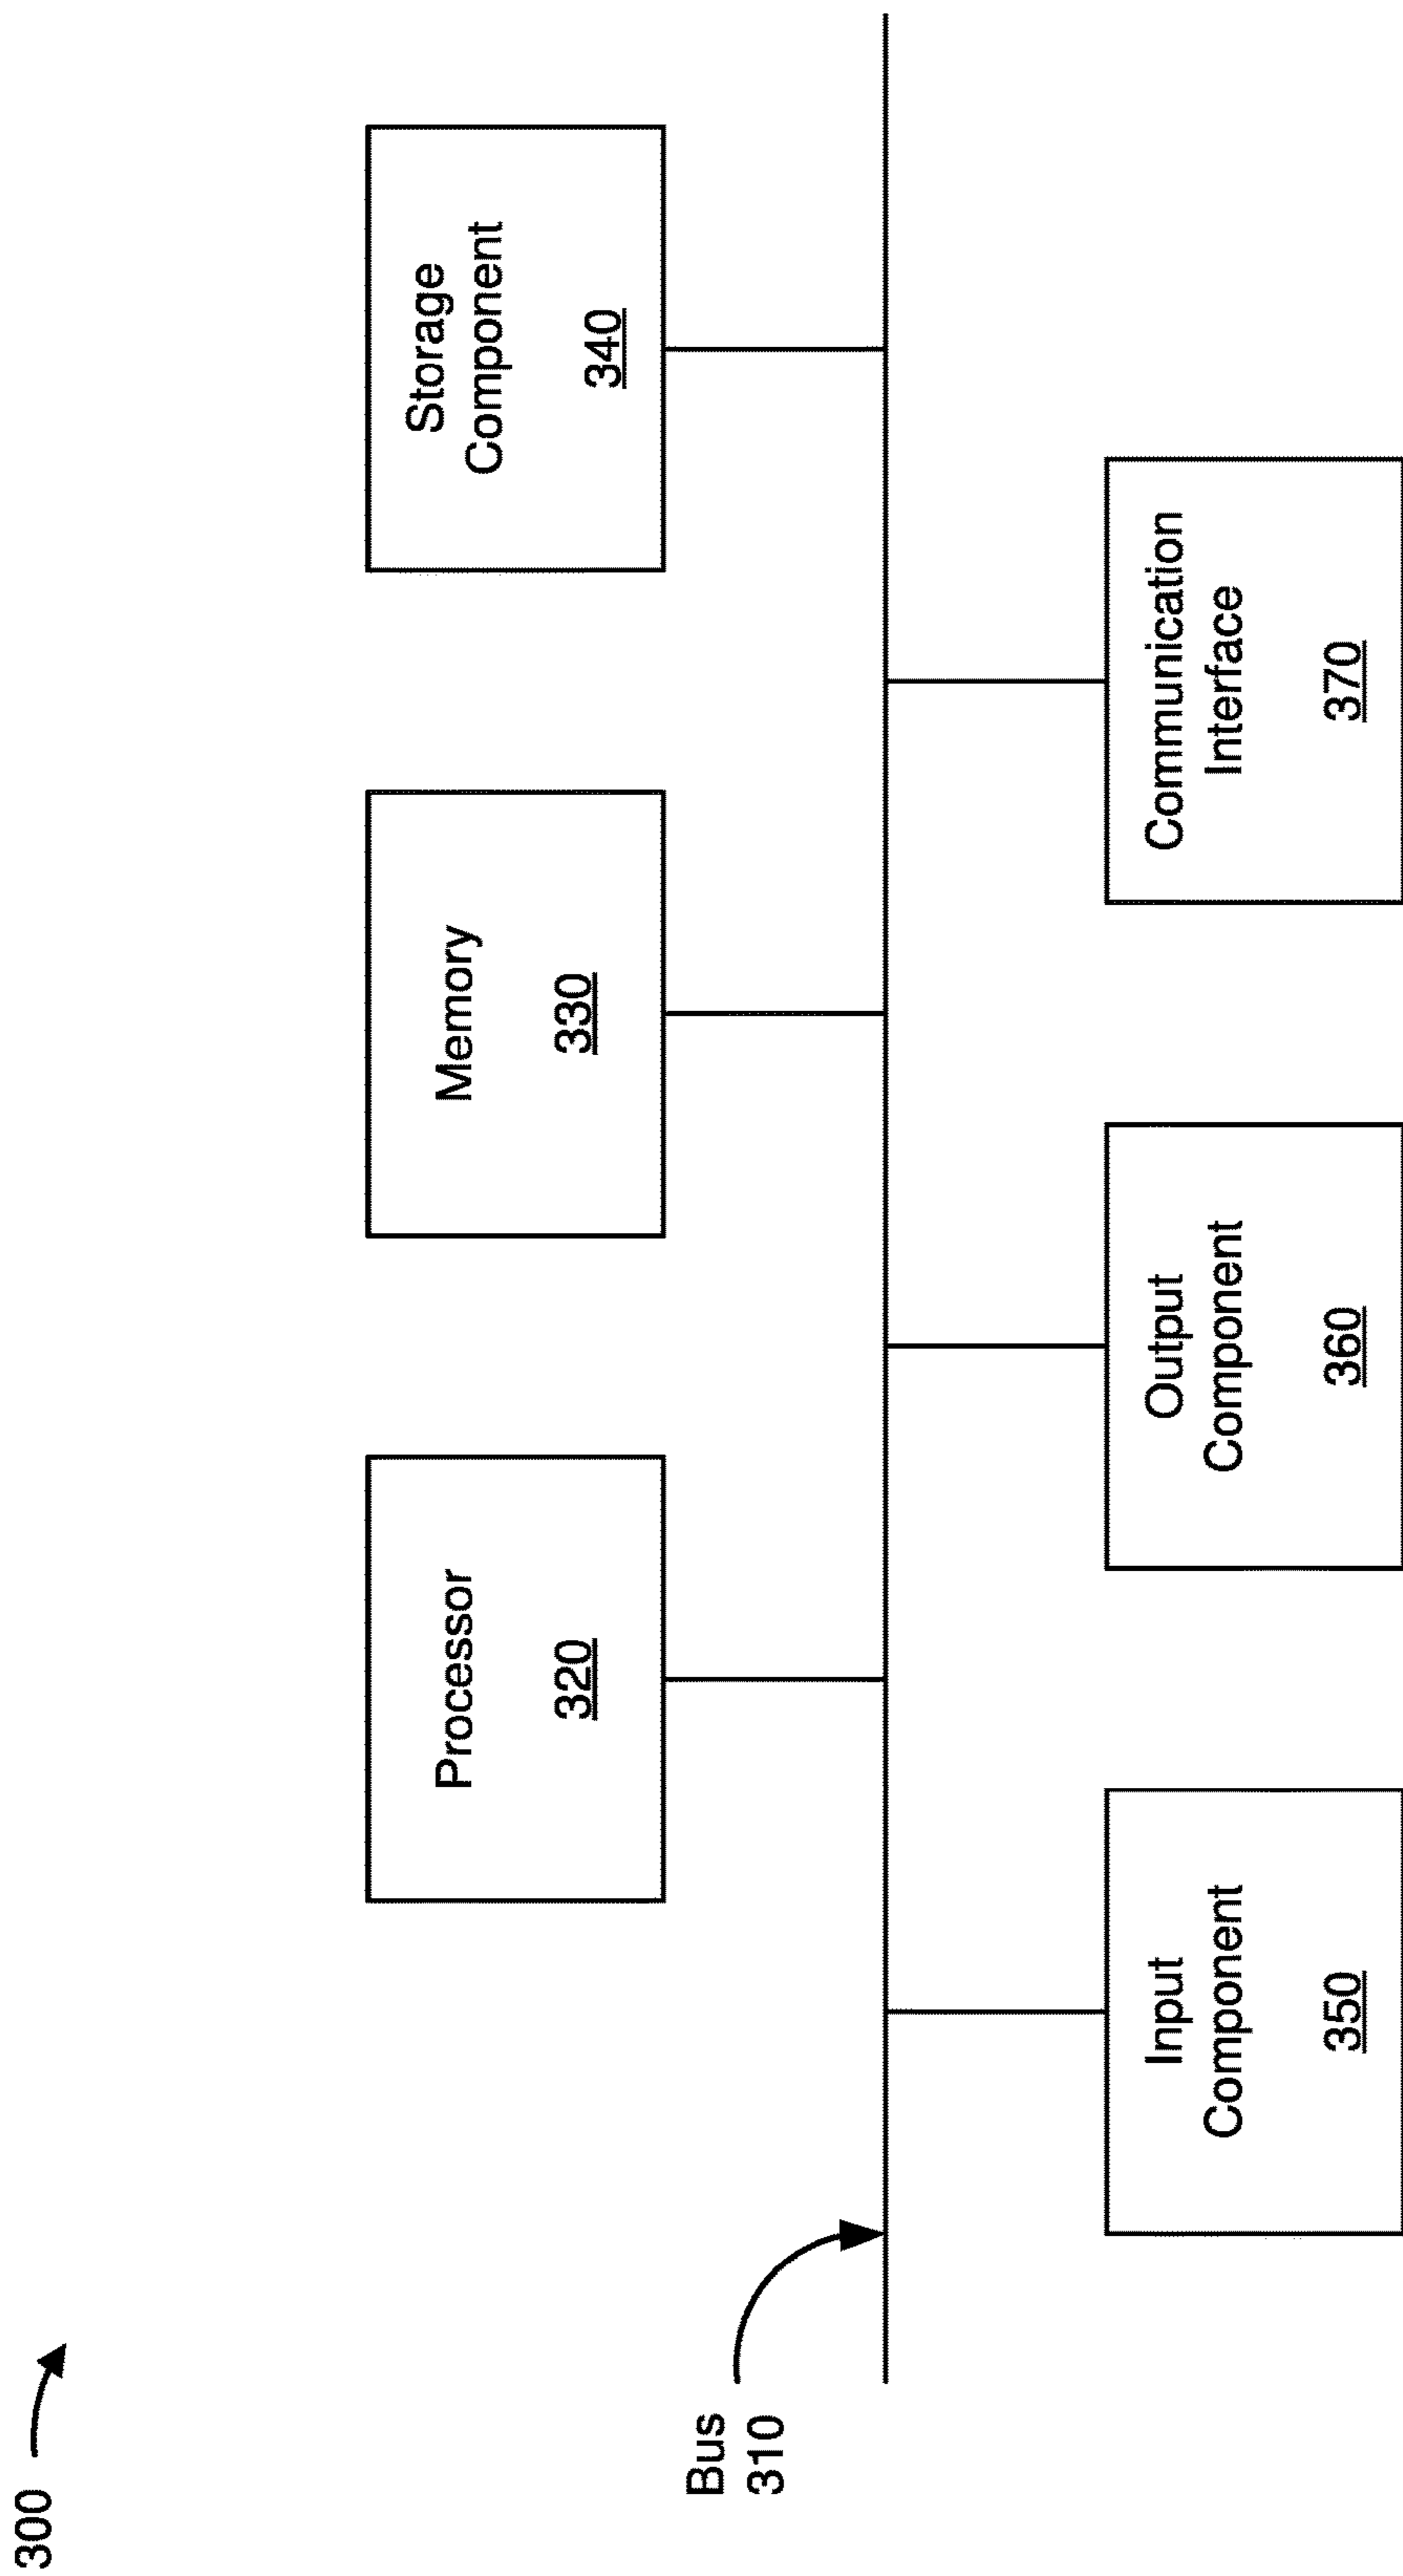 300
Processor
320
Memory
330
Storage
Component
340
Bus
310
Input
Component
350
Output
Component
360
Communication
Interface
370